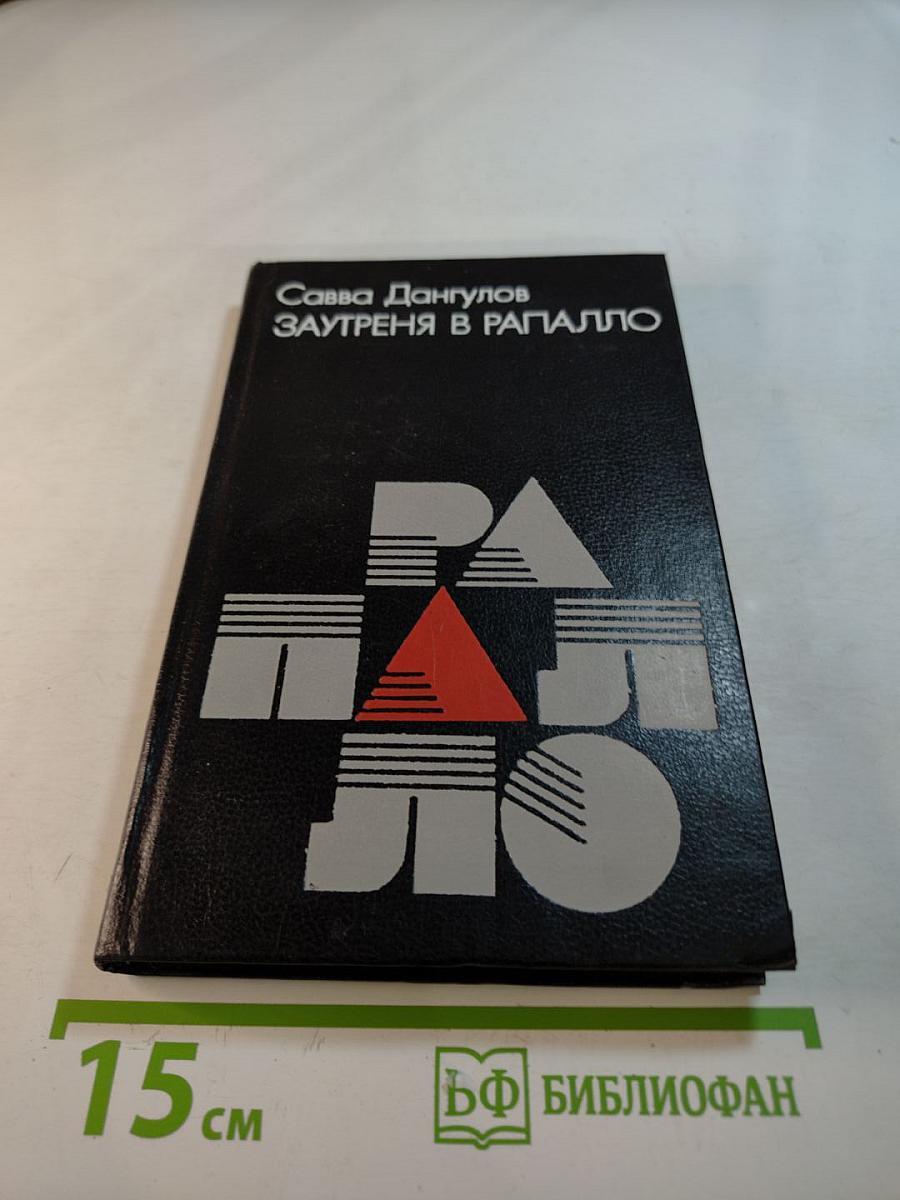 Савва Дангулов
ЗАУТРЕНЯ В РАПАЛЛО
РА
ПАЛ
ЛО
15 см
БФ БИБЛИОФАН